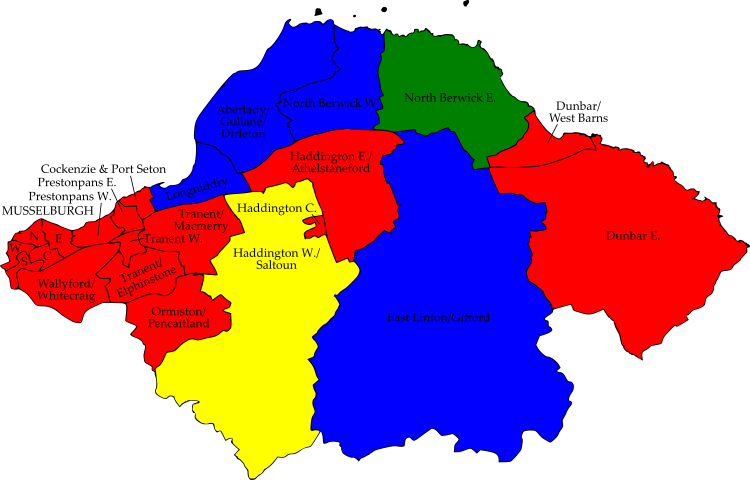 North Berwick E.
North Berwick W.
Aberlady/
Gullane/
Dirleton
Dunbar/
West Barns
Haddington E./
Athelstaneford
Cockenzie & Port Seton
Prestonpans E.
Prestonpans W.
MUSSELBURGH
Longniddry
Haddington C.
Tranent/
Macmerry
Tranent W.
N
E
W
C
S
Dunbar E.
Haddington W./
Saltoun
Tranent/
Elphinstone
Wallyford/
Whitecraig
Ormiston/
Pencaitland
East Linton/Gifford